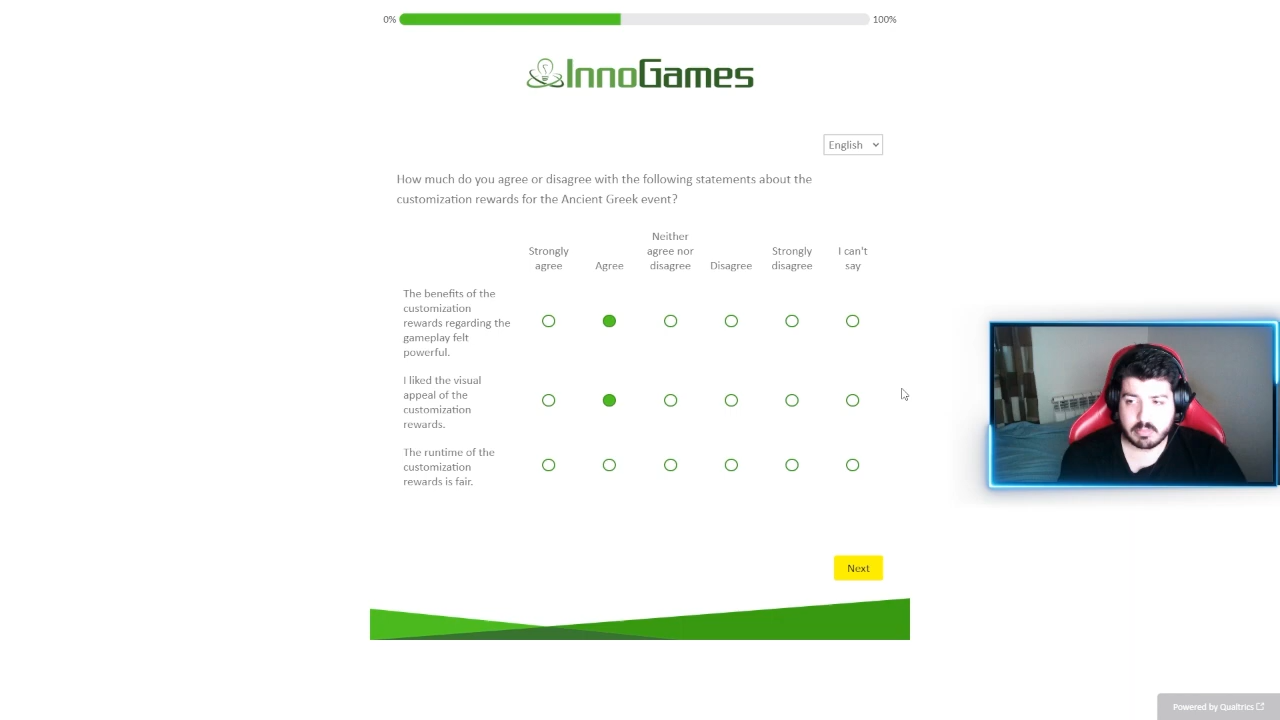 0%
100%
InnoGames
English
How much do you agree or disagree with the following statements about the
customization rewards for the Ancient Greek event?
Strongly agree
Agree
Neither agree nor disagree
Disagree
Strongly disagree
I can't say
The benefits of the
customization
rewards regarding the
gameplay felt
powerful.
I liked the visual
appeal of the
customization
rewards.
The runtime of the
customization
rewards is fair.
Next
Powered by Qualtrics